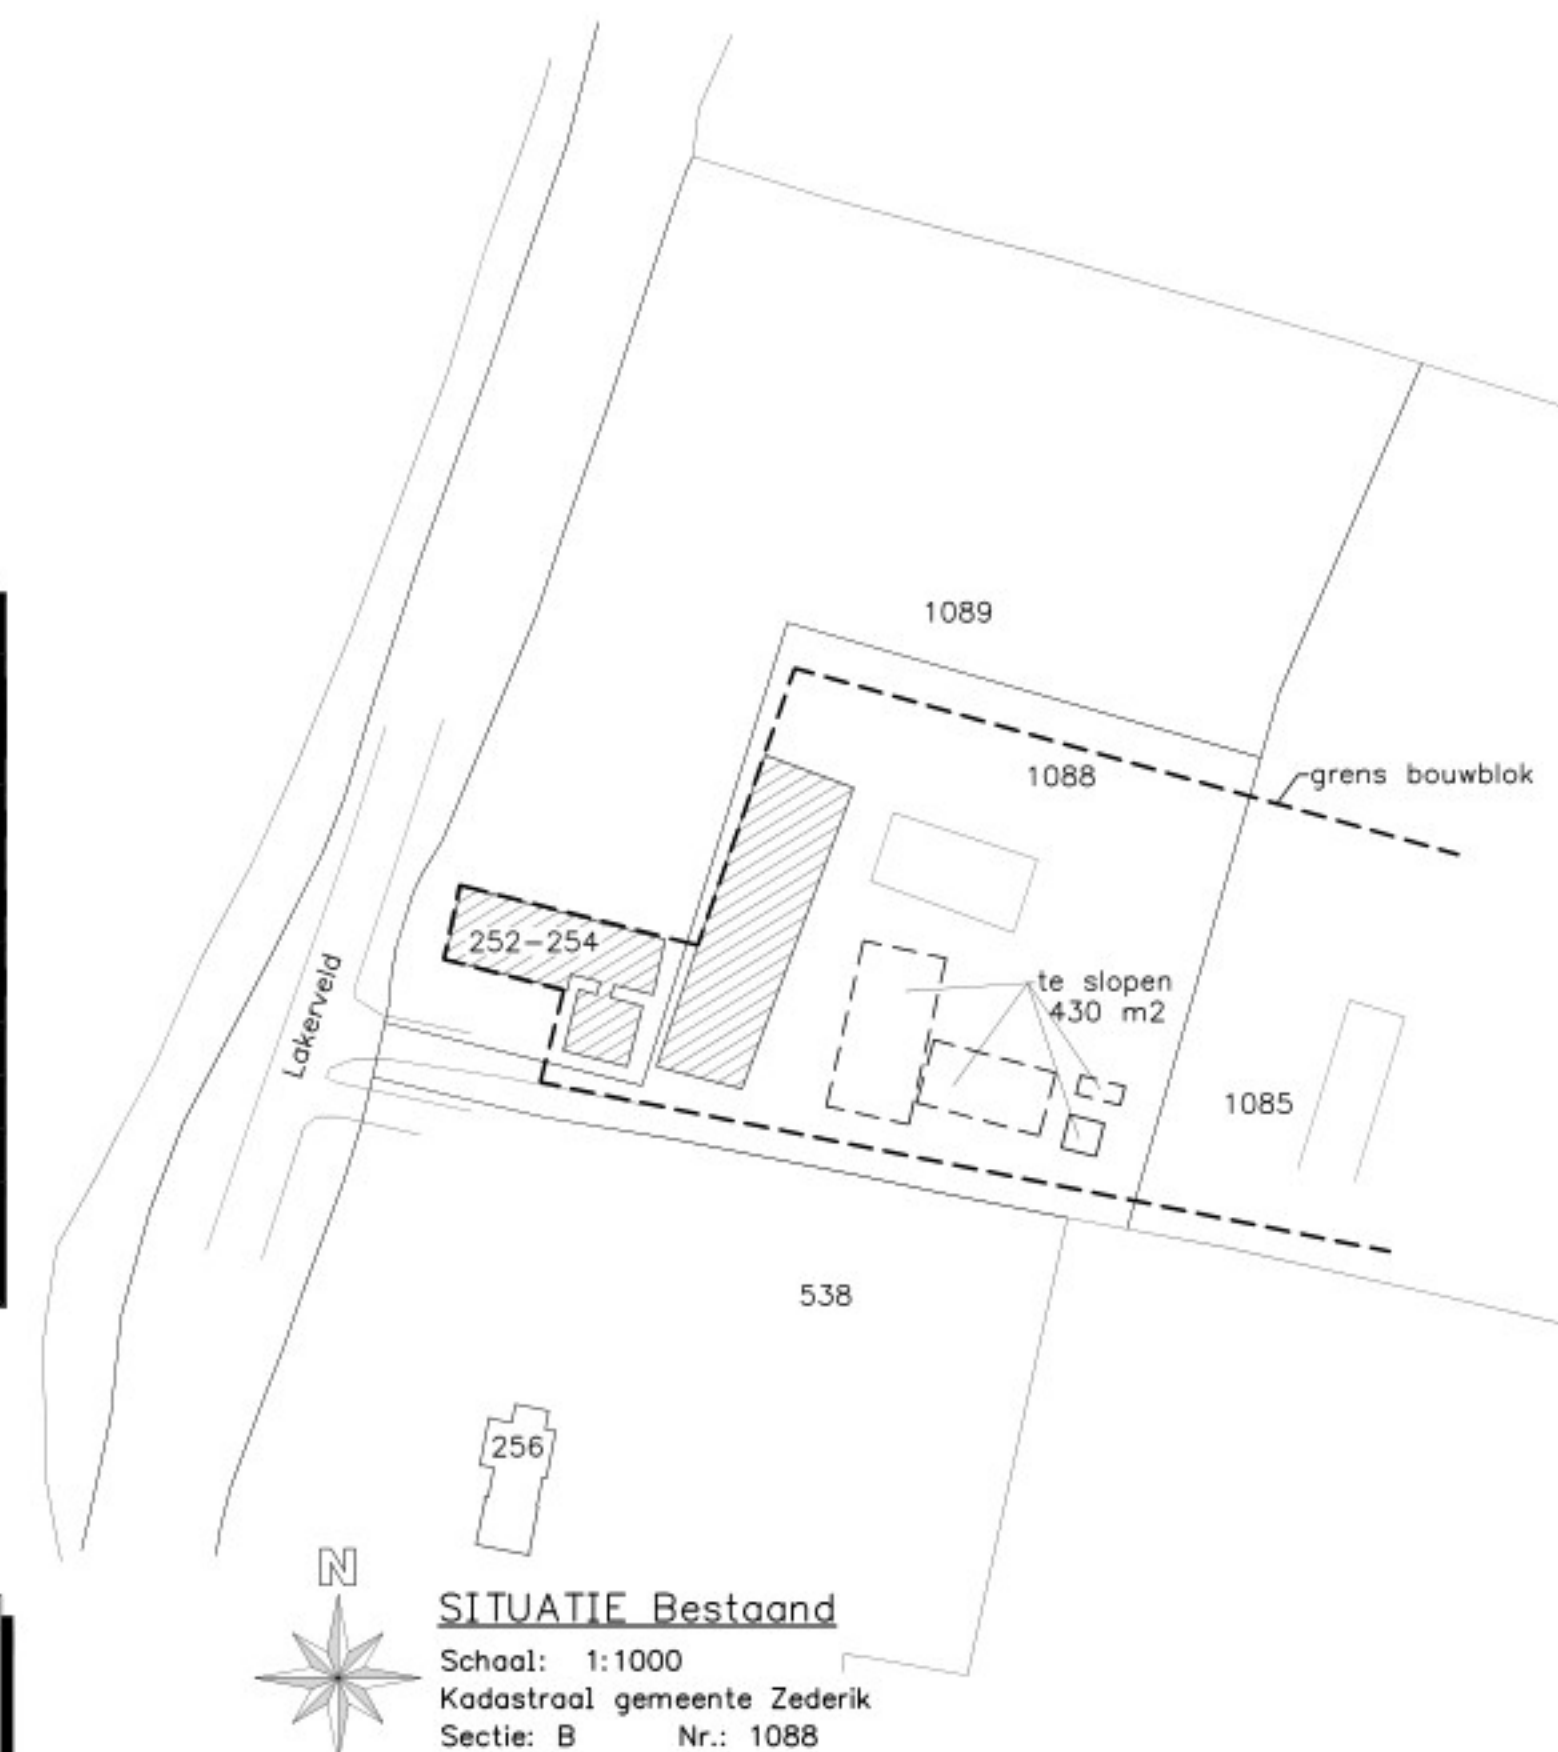 1089
1088
grens bouwblok
252-254
te slopen
430 m2
Lakerveld
1085
538
256
N
SITUATIE Bestaand
Schaal: 1:1000
Kadastraal gemeente Zederik
Sectie: B Nr.: 1088